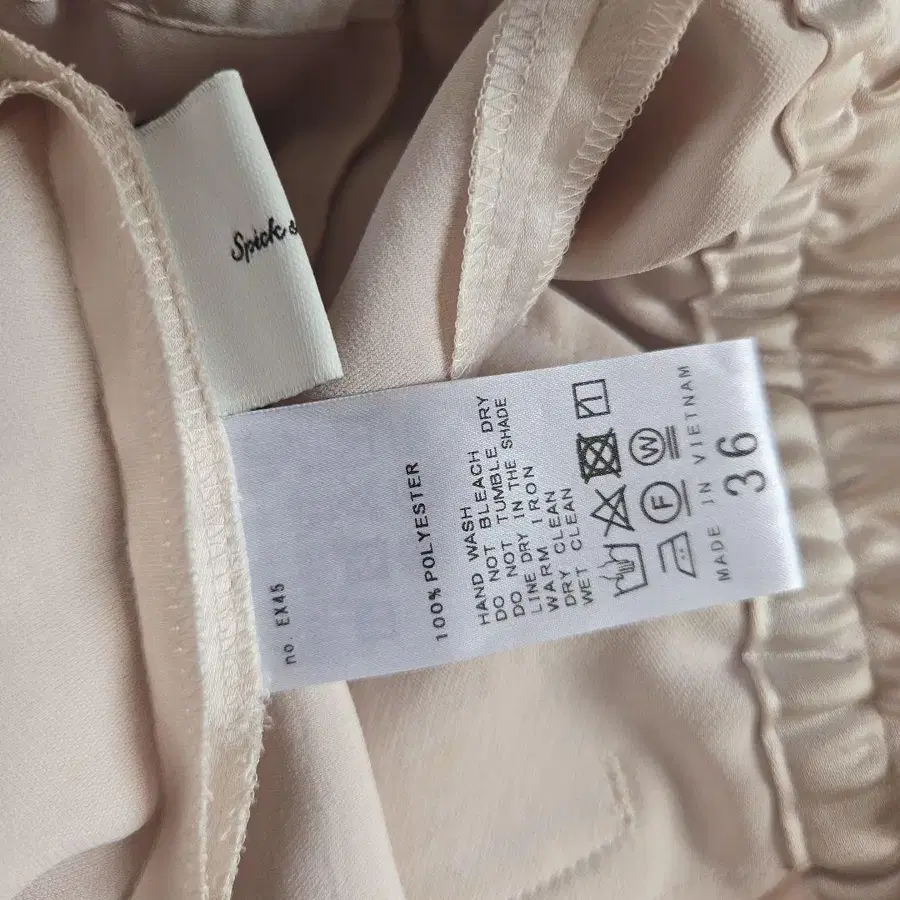 Spick &
no. EX45
100% POLYESTER
HAND WASH
DO NOT BLEACH
DO NOT TUMBLE DRY
LINE DRY IN THE SHADE
WARM IRON
DRY CLEAN
WET CLEAN
F
W
MADE IN VIETNAM
36